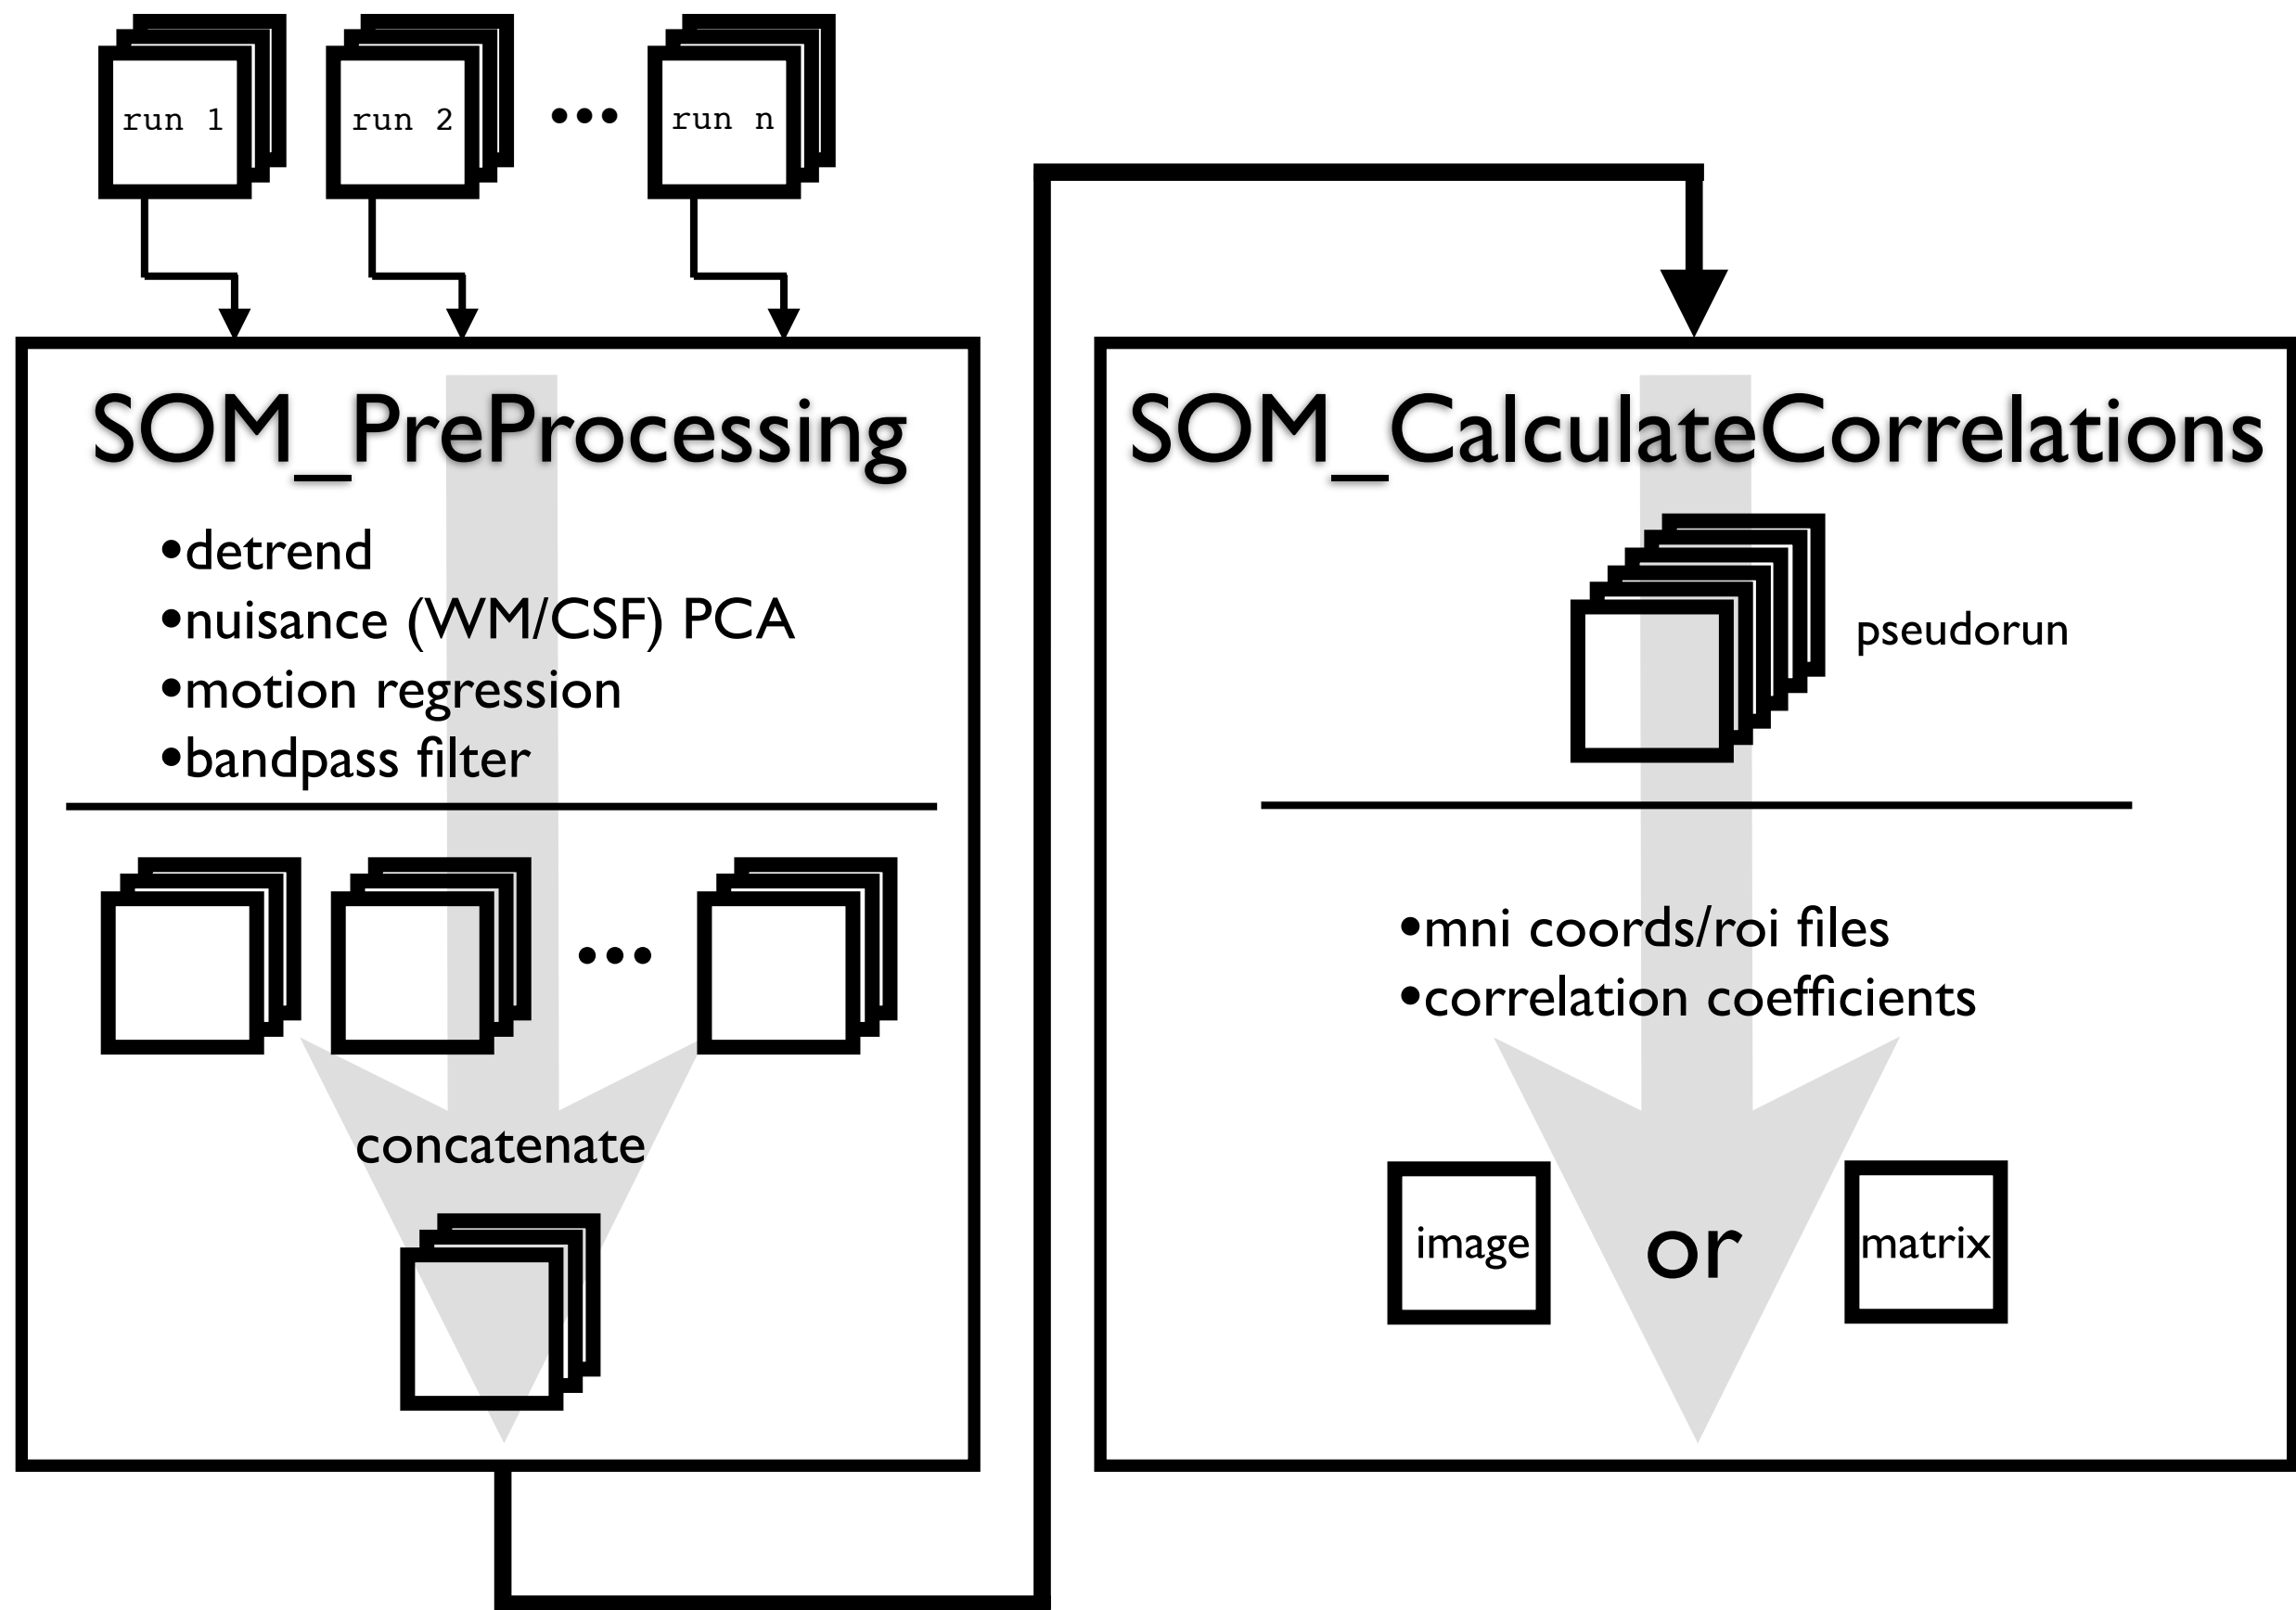 run 1
run 2
•••
run n
SOM_PreProcessing
•detrend
•nuisance (WM/CSF) PCA
•motion regression
•bandpass filter
•••
concatenate
SOM_CalculateCorrelations
pseudorun
•mni coords/roi files
•correlation coefficients
image
or
matrix